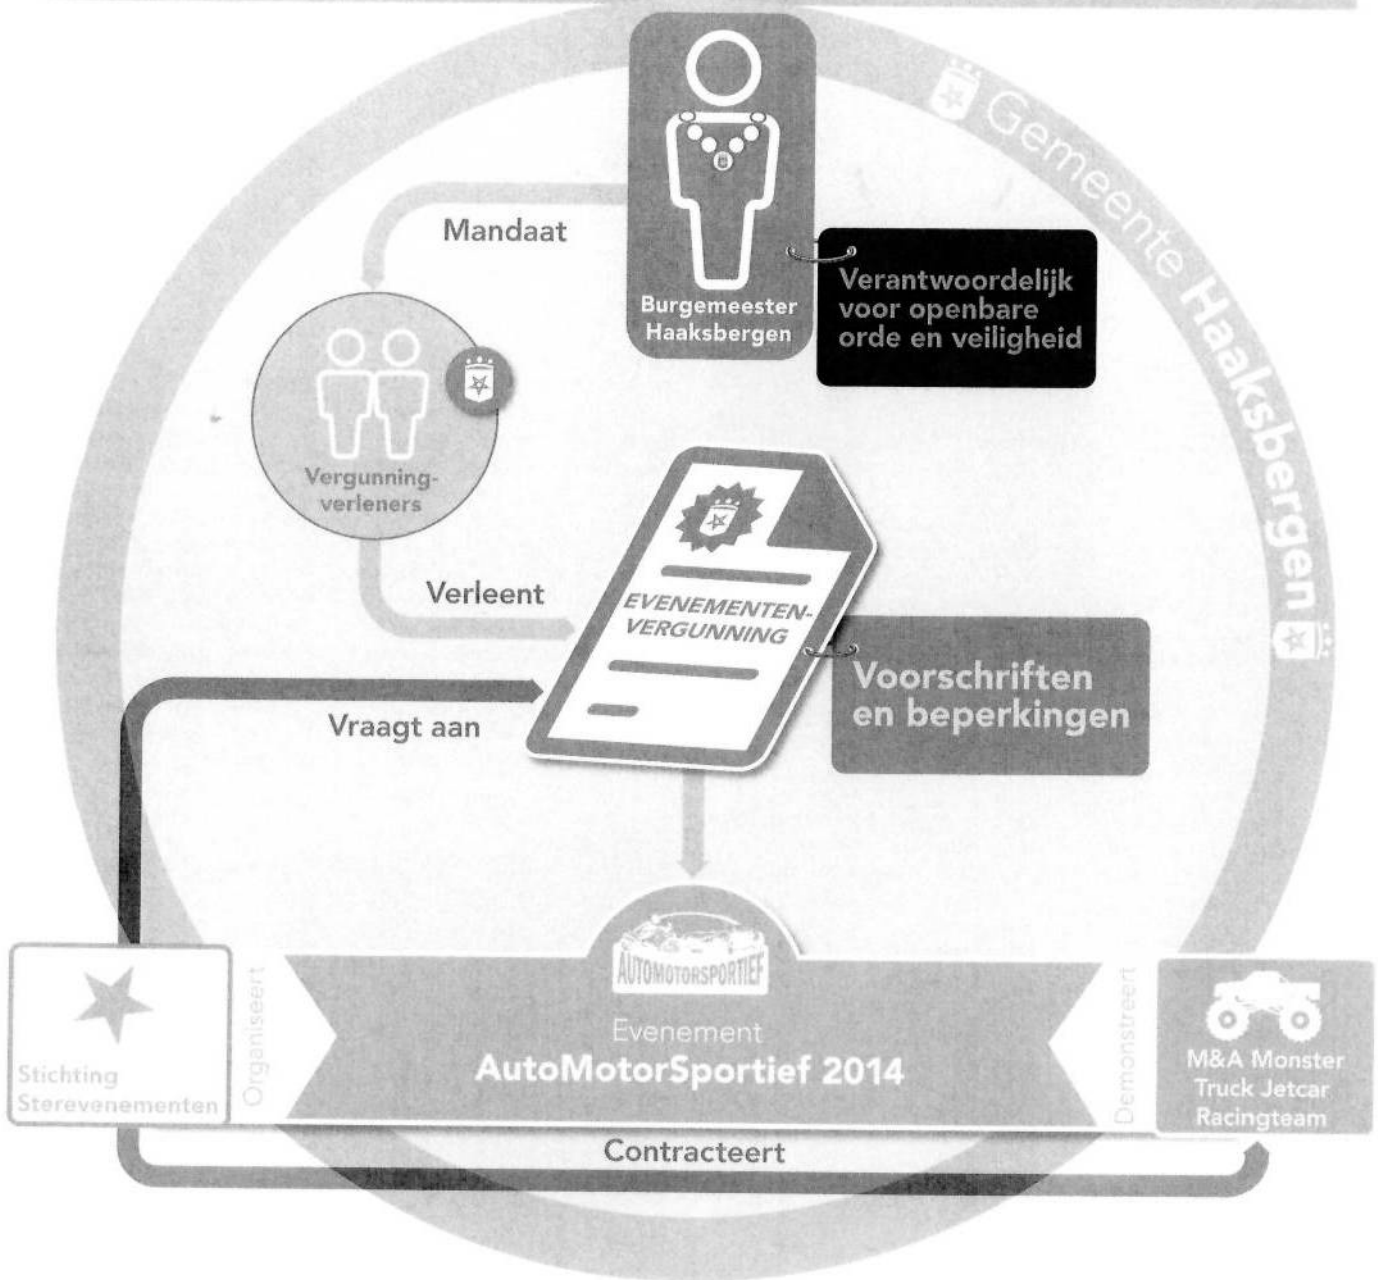 Gemeente Haaksbergen
Burgemeester
Haaksbergen
Verantwoordelijk
voor openbare
orde en veiligheid
Mandaat
Vergunning-
verleners
Verleent
EVENEMENTEN-
VERGUNNING
Voorschriften
en beperkingen
Vraagt aan
AUTOMOTORSPORTIEF
Evenement
AutoMotorSportief 2014
Stichting
Sterevenementen
Organiseert
Demonstreert
M&A Monster
Truck Jetcar
Racingteam
Contracteert